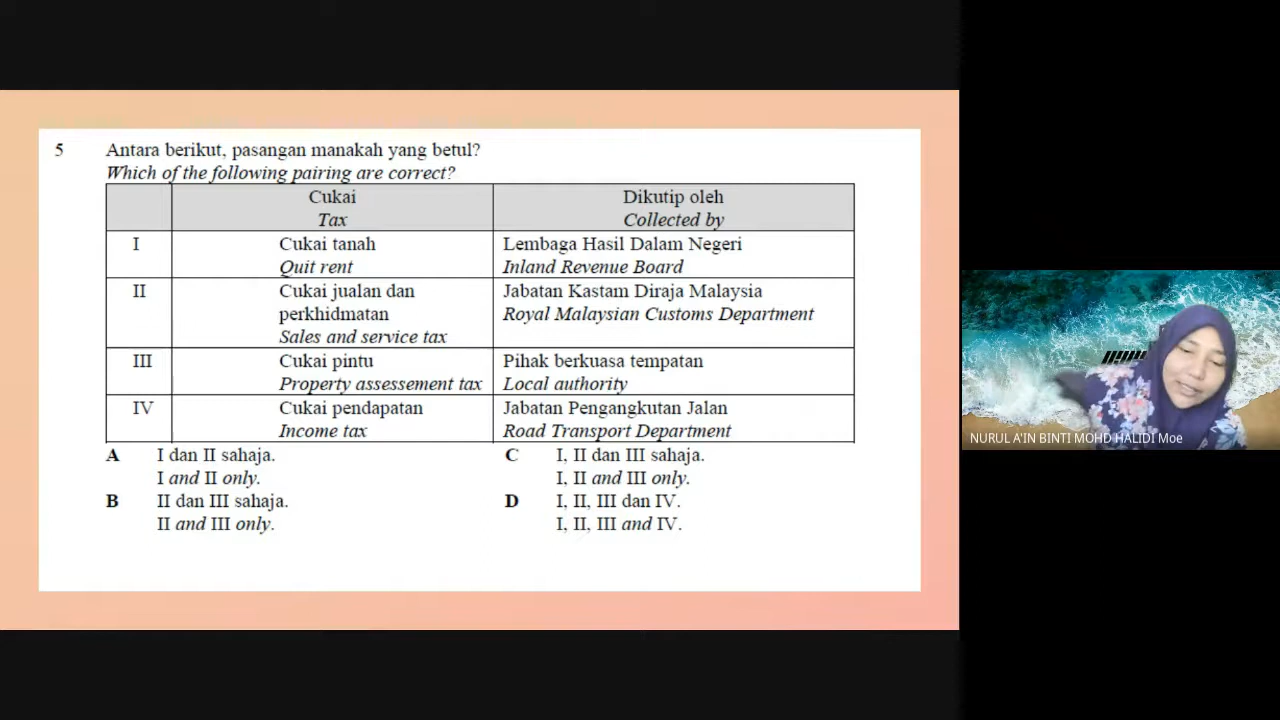 5 Antara berikut, pasangan manakah yang betul?
Which of the following pairing are correct?
Cukai Dikutip oleh
Tax Collected by
I Cukai tanah Lembaga Hasil Dalam Negeri
Quit rent Inland Revenue Board
II Cukai jualan dan Jabatan Kastam Diraja Malaysia
perkhidmatan Royal Malaysian Customs Department
Sales and service tax
III Cukai pintu Pihak berkuasa tempatan
Property assessement tax Local authority
IV Cukai pendapatan Jabatan Pengangkutan Jalan
Income tax Road Transport Department
A I dan II sahaja. C I, II dan III sahaja.
I and II only. I, II and III only.
B II dan III sahaja. D I, II, III dan IV.
II and III only. I, II, III and IV.
NURUL A'IN BINTI MOHD HALIDI Moe